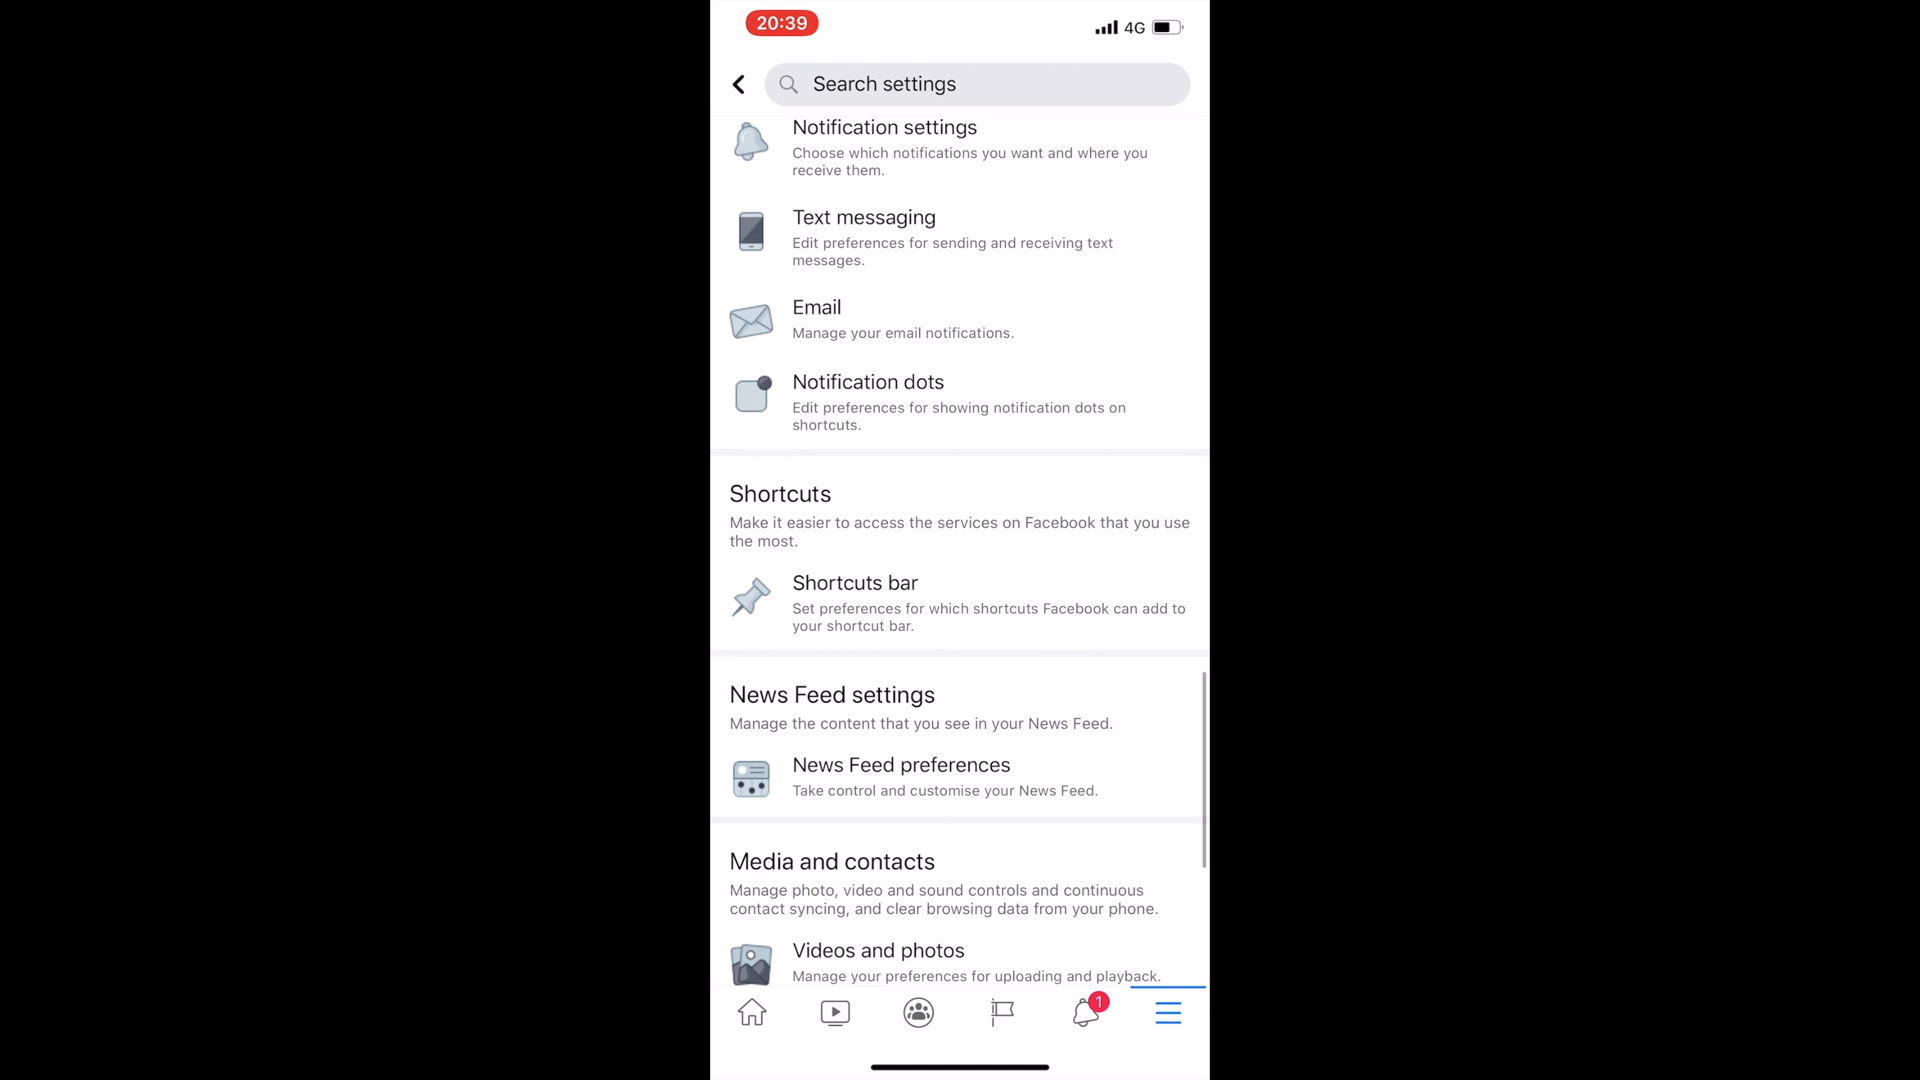 20:39
4G
Search settings
Notification settings
Choose which notifications you want and where you
receive them.
Text messaging
Edit preferences for sending and receiving text
messages.
Email
Manage your email notifications.
Notification dots
Edit preferences for showing notification dots on
shortcuts.
Shortcuts
Make it easier to access the services on Facebook that you use
the most.
Shortcuts bar
Set preferences for which shortcuts Facebook can add to
your shortcut bar.
News Feed settings
Manage the content that you see in your News Feed.
News Feed preferences
Take control and customise your News Feed.
Media and contacts
Manage photo, video and sound controls and continuous
contact syncing, and clear browsing data from your phone.
Videos and photos
Manage your preferences for uploading and playback.
1